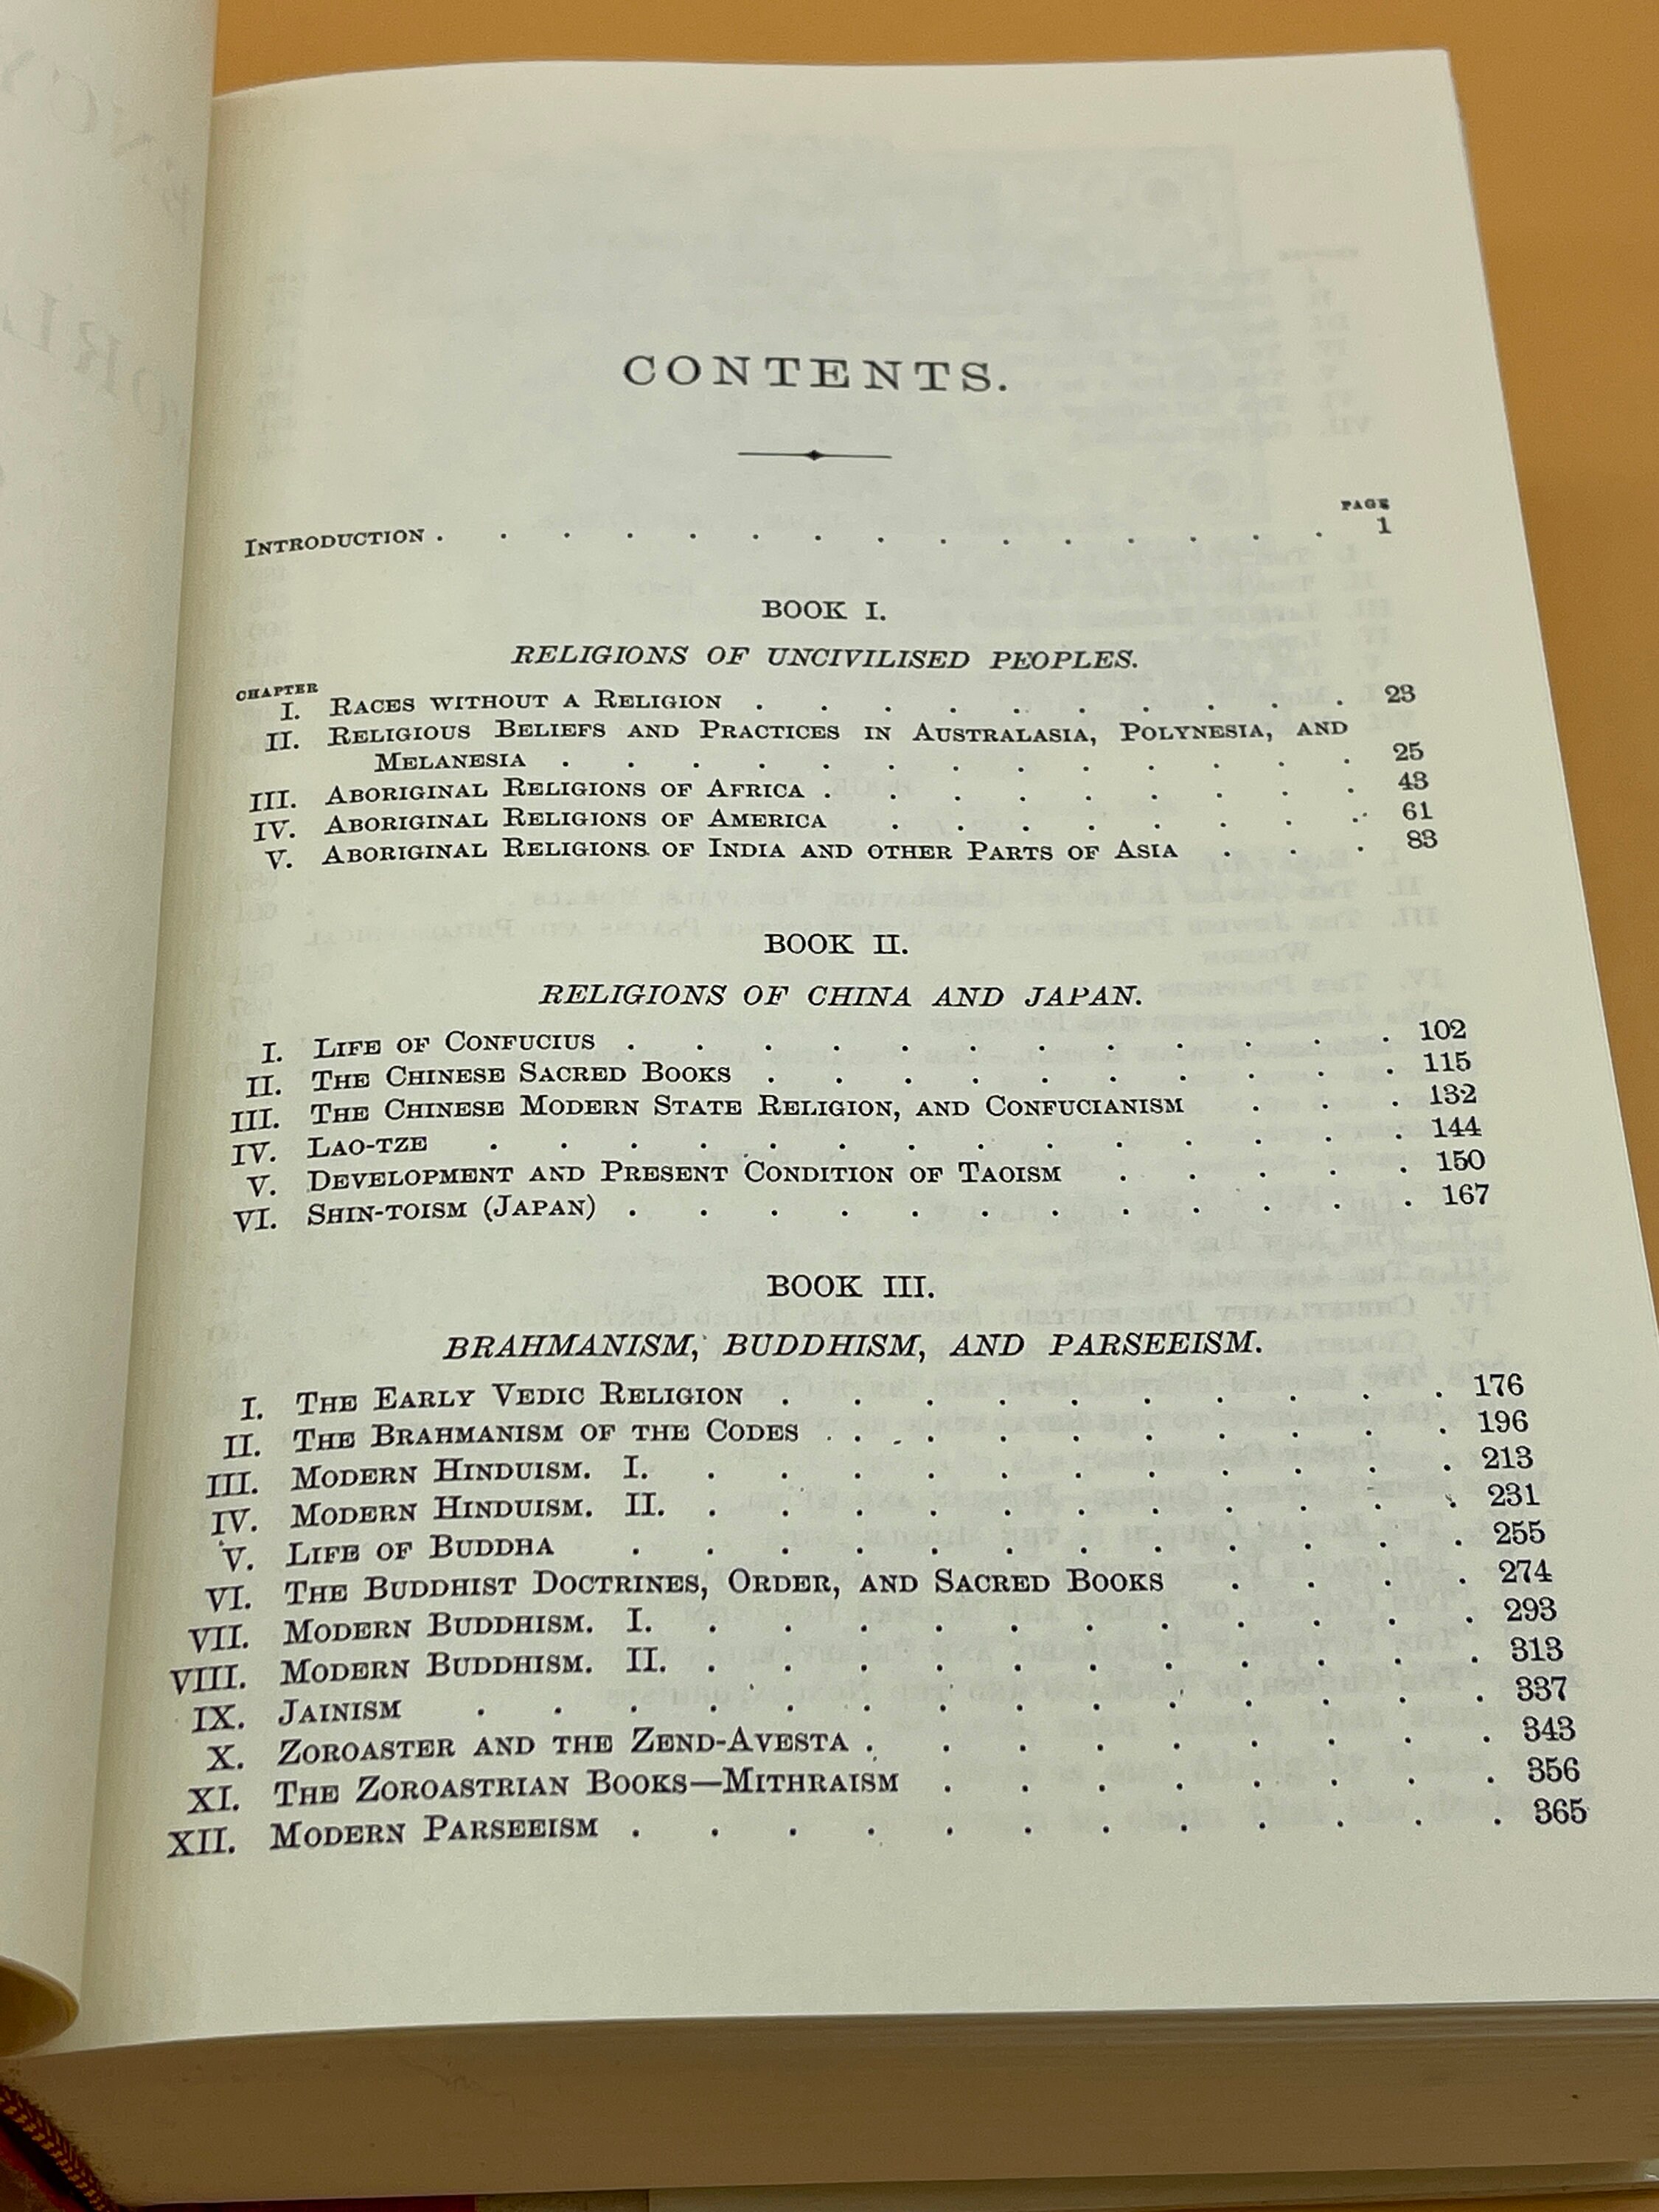 CONTENTS.
PAGE
INTRODUCTION . . . . . . . . . . . . . . . 1
BOOK I.
RELIGIONS OF UNCIVILISED PEOPLES.
CHAPTER
I. RACES WITHOUT A RELIGION . . . . . . . . . . 23
II. RELIGIOUS BELIEFS AND PRACTICES IN AUSTRALASIA, POLYNESIA, AND
MELANESIA . . . . . . . . . . . . . 25
III. ABORIGINAL RELIGIONS OF AFRICA . . . . . . . . . 43
IV. ABORIGINAL RELIGIONS OF AMERICA . . . . . . . . 61
V. ABORIGINAL RELIGIONS OF INDIA AND OTHER PARTS OF ASIA . . . 83
BOOK II.
RELIGIONS OF CHINA AND JAPAN.
I. LIFE OF CONFUCIUS . . . . . . . . . . . . 102
II. THE CHINESE SACRED BOOKS . . . . . . . . . . 115
III. THE CHINESE MODERN STATE RELIGION, AND CONFUCIANISM . . . 132
IV. LAO-TZE . . . . . . . . . . . . . . 144
V. DEVELOPMENT AND PRESENT CONDITION OF TAOISM . . . . . 150
VI. SHIN-TOISM (JAPAN) . . . . . . . . . . . . 167
BOOK III.
BRAHMANISM, BUDDHISM, AND PARSEEISM.
I. THE EARLY VEDIC RELIGION . . . . . . . . . . 176
II. THE BRAHMANISM OF THE CODES . . . . . . . . . 196
III. MODERN HINDUISM. I. . . . . . . . . . . . 213
IV. MODERN HINDUISM. II. . . . . . . . . . . . 231
V. LIFE OF BUDDHA . . . . . . . . . . . . 255
VI. THE BUDDHIST DOCTRINES, ORDER, AND SACRED BOOKS . . . . 274
VII. MODERN BUDDHISM. I. . . . . . . . . . . . 293
VIII. MODERN BUDDHISM. II. . . . . . . . . . . . 313
IX. JAINISM . . . . . . . . . . . . . . 337
X. ZOROASTER AND THE ZEND-AVESTA . . . . . . . . . 343
XI. THE ZOROASTRIAN BOOKS—MITHRAISM . . . . . . . . 356
XII. MODERN PARSEEISM . . . . . . . . . . . . 365